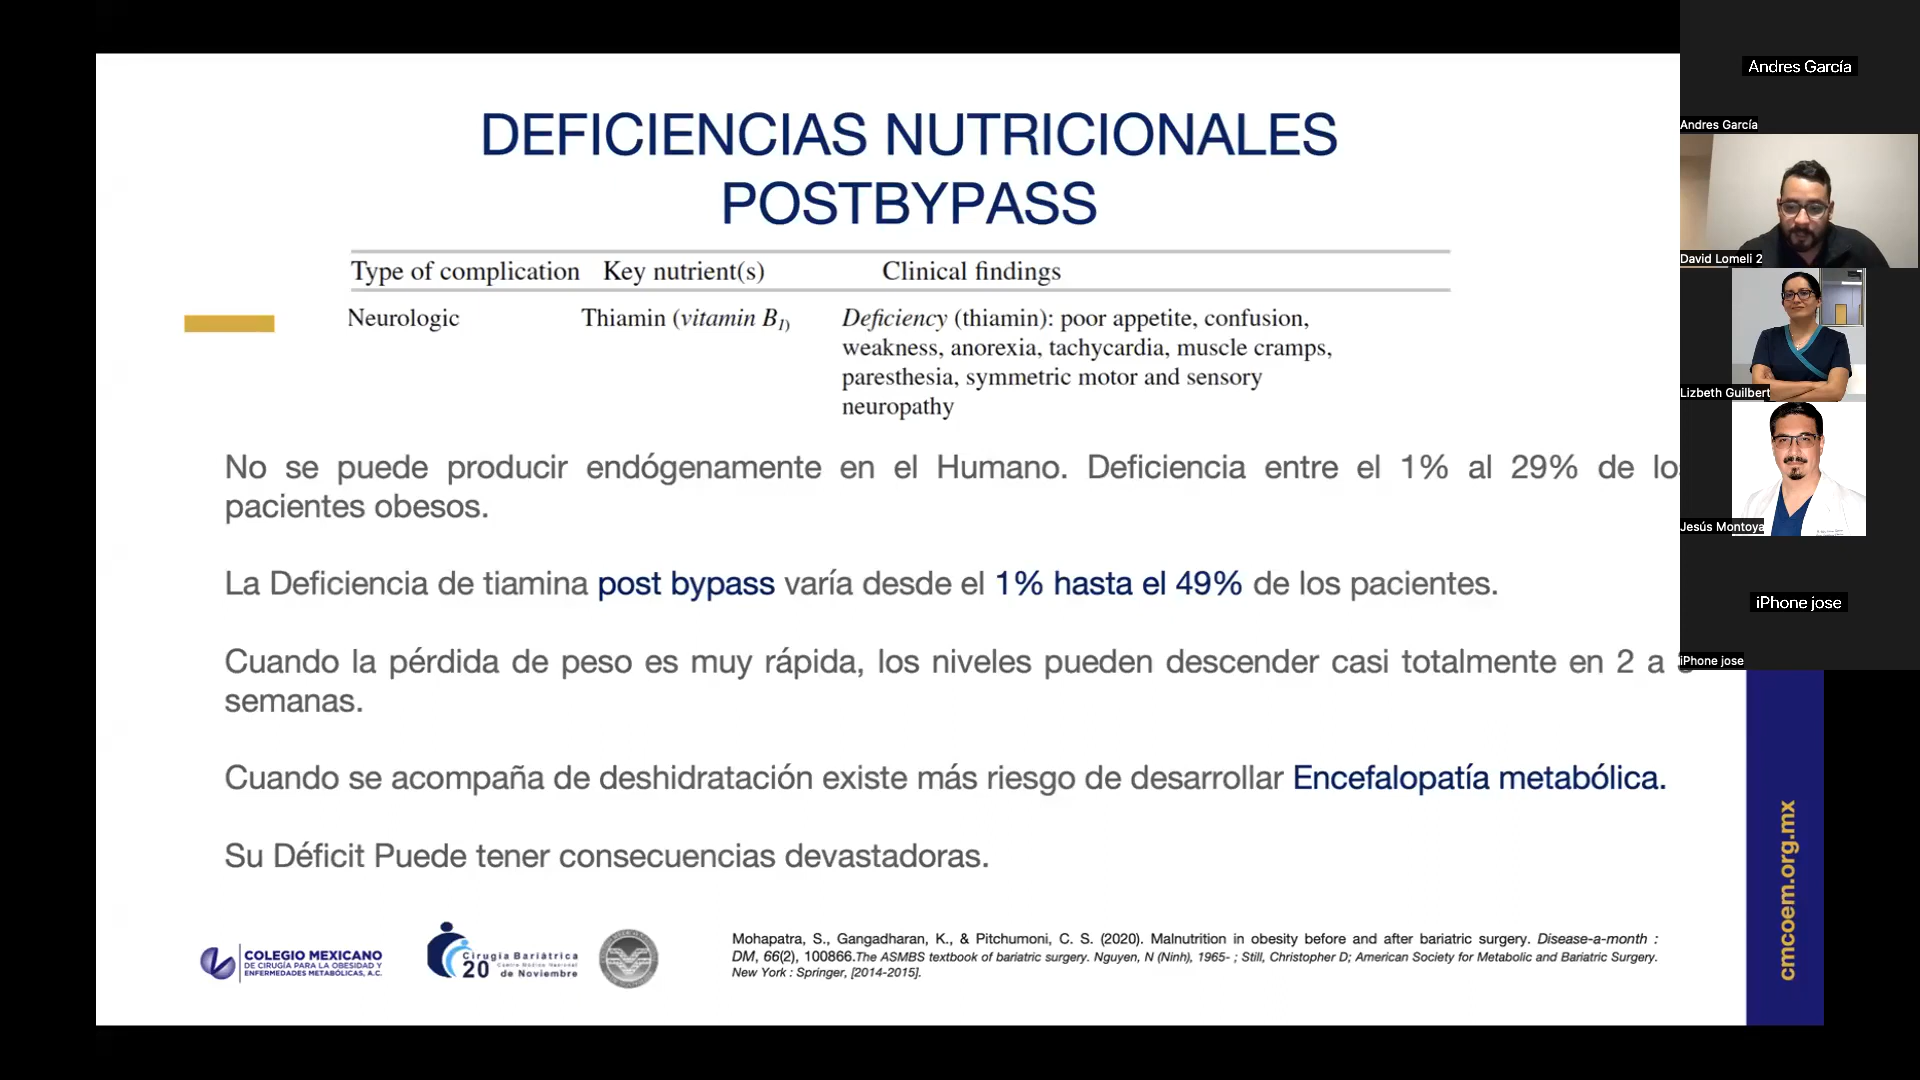 DEFICIENCIAS NUTRICIONALES
POSTBYPASS
Type of complication Key nutrient(s) Clinical findings
Neurologic Thiamin (vitamin B1) Deficiency (thiamin): poor appetite, confusion,
weakness, anorexia, tachycardia, muscle cramps,
paresthesia, symmetric motor and sensory
neuropathy
No se puede producir endógenamente en el Humano. Deficiencia entre el 1% al 29% de lo
pacientes obesos.
La Deficiencia de tiamina post bypass varía desde el 1% hasta el 49% de los pacientes.
Cuando la pérdida de peso es muy rápida, los niveles pueden descender casi totalmente en 2 a
semanas.
Cuando se acompaña de deshidratación existe más riesgo de desarrollar Encefalopatía metabólica.
Su Déficit Puede tener consecuencias devastadoras.
COLEGIO MEXICANO
DE CIRUGÍA PARA LA OBESIDAD Y
ENFERMEDADES METABÓLICAS, A.C.
Cirugía Bariátrica
20 Centro Médico Nacional
de Noviembre
Mohapatra, S., Gangadharan, K., & Pitchumoni, C. S. (2020). Malnutrition in obesity before and after bariatric surgery. Disease-a-month :
DM, 66(2), 100866.The ASMBS textbook of bariatric surgery. Nguyen, N (Ninh), 1965- ; Still, Christopher D; American Society for Metabolic and Bariatric Surgery.
New York : Springer, [2014-2015].
cmcoem.org.mx
Andres García
Andres García
David Lomeli 2
Lizbeth Guilbert
Jesús Montoya
iPhone jose
iPhone jose